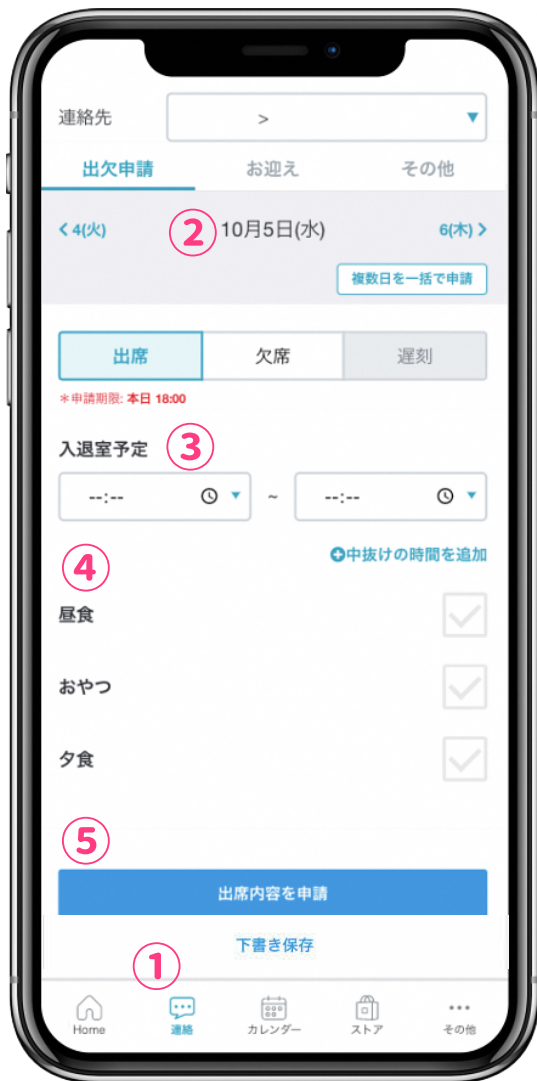 連絡先 >
出欠申請 お迎え その他
< 4(火) ② 10月5日(水) 6(木) >
複数日を一括で申請
出席 欠席 遅刻
*申請期限: 本日 18:00
入退室予定 ③
--:-- ~ --:--
中抜けの時間を追加
④
昼食
おやつ
夕食
⑤
出席内容を申請
下書き保存
①
Home 連絡 カレンダー ストア その他